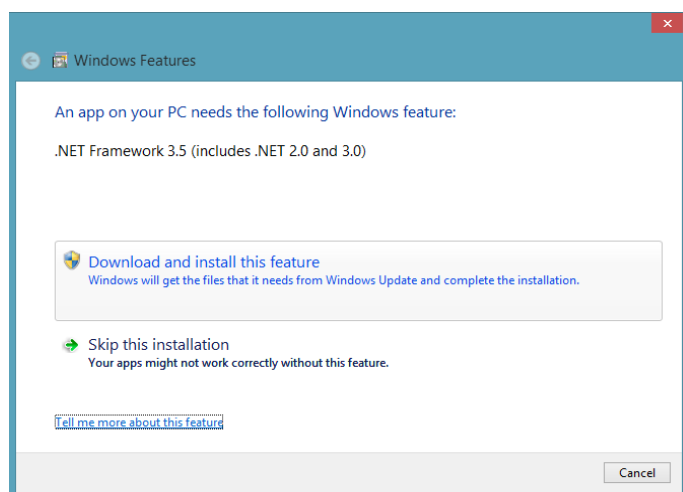 Windows Features
An app on your PC needs the following Windows feature:
.NET Framework 3.5 (includes .NET 2.0 and 3.0)
Download and install this feature
Windows will get the files that it needs from Windows Update and complete the installation.
Skip this installation
Your apps might not work correctly without this feature.
Tell me more about this feature
Cancel